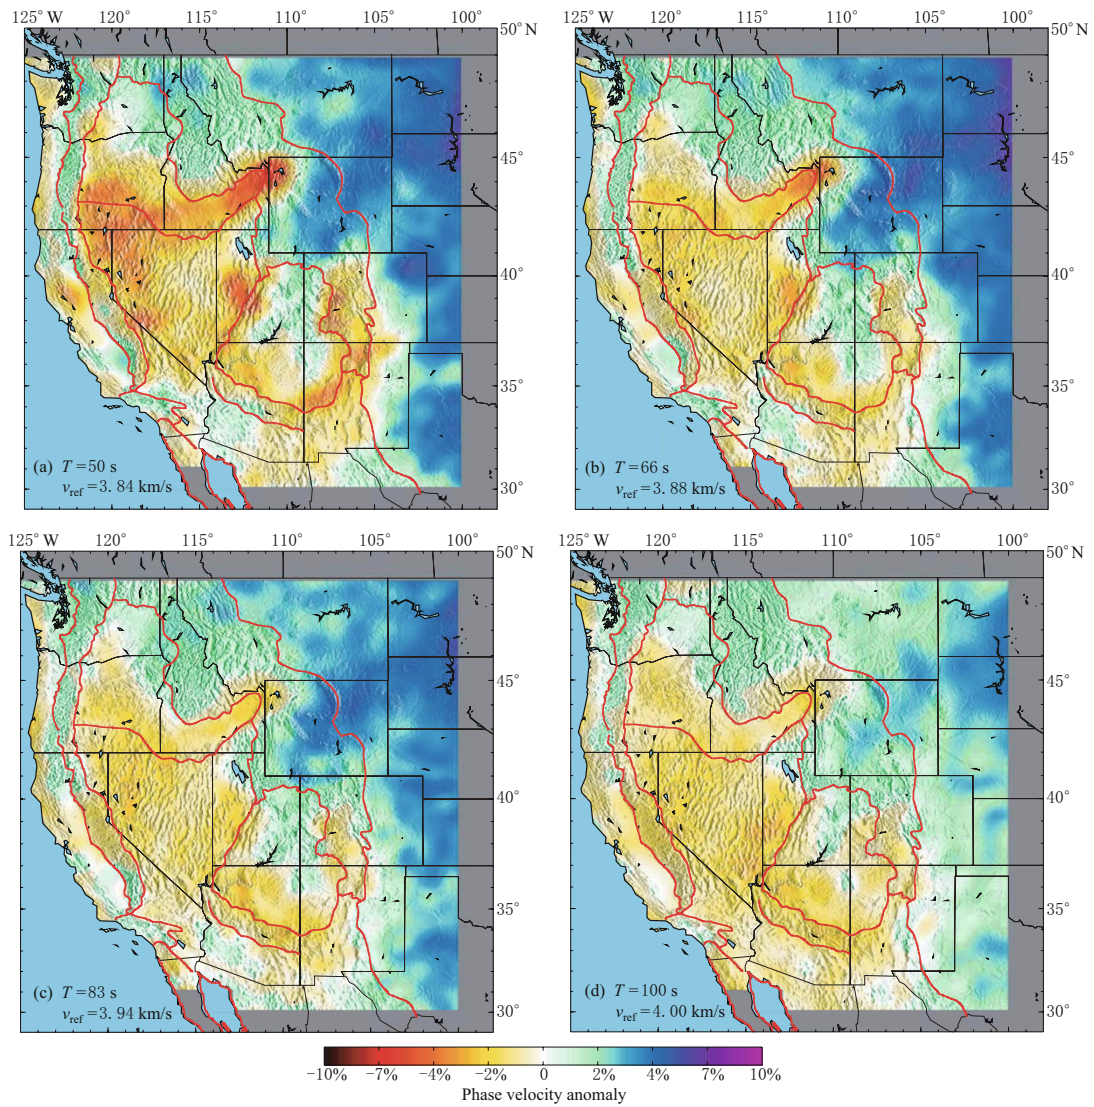 125° W 120° 115° 110° 105° 100°
50° N
45°
40°
35°
30°
(a) T=50 s
v_ref=3.84 km/s
125° W 120° 115° 110° 105° 100°
50° N
45°
40°
35°
30°
(b) T=66 s
v_ref=3.88 km/s
125° W 120° 115° 110° 105° 100°
50° N
45°
40°
35°
30°
(c) T=83 s
v_ref=3.94 km/s
125° W 120° 115° 110° 105° 100°
50° N
45°
40°
35°
30°
(d) T=100 s
v_ref=4.00 km/s
−10% −7% −4% −2% 0 2% 4% 7% 10%
Phase velocity anomaly